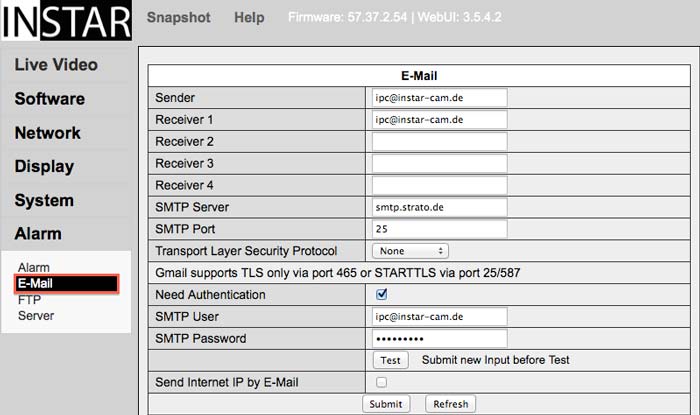 INSTAR Snapshot Help Firmware: 57.37.2.54 | WebUI: 3.5.4.2
Live Video
Software
Network
Display
System
Alarm
Alarm
E-Mail
FTP
Server
E-Mail
Sender ipc@instar-cam.de
Receiver 1 ipc@instar-cam.de
Receiver 2
Receiver 3
Receiver 4
SMTP Server smtp.strato.de
SMTP Port 25
Transport Layer Security Protocol None
Gmail supports TLS only via port 465 or STARTTLS via port 25/587
Need Authentication
SMTP User ipc@instar-cam.de
SMTP Password •••••••••
Test Submit new Input before Test
Send Internet IP by E-Mail
Submit Refresh